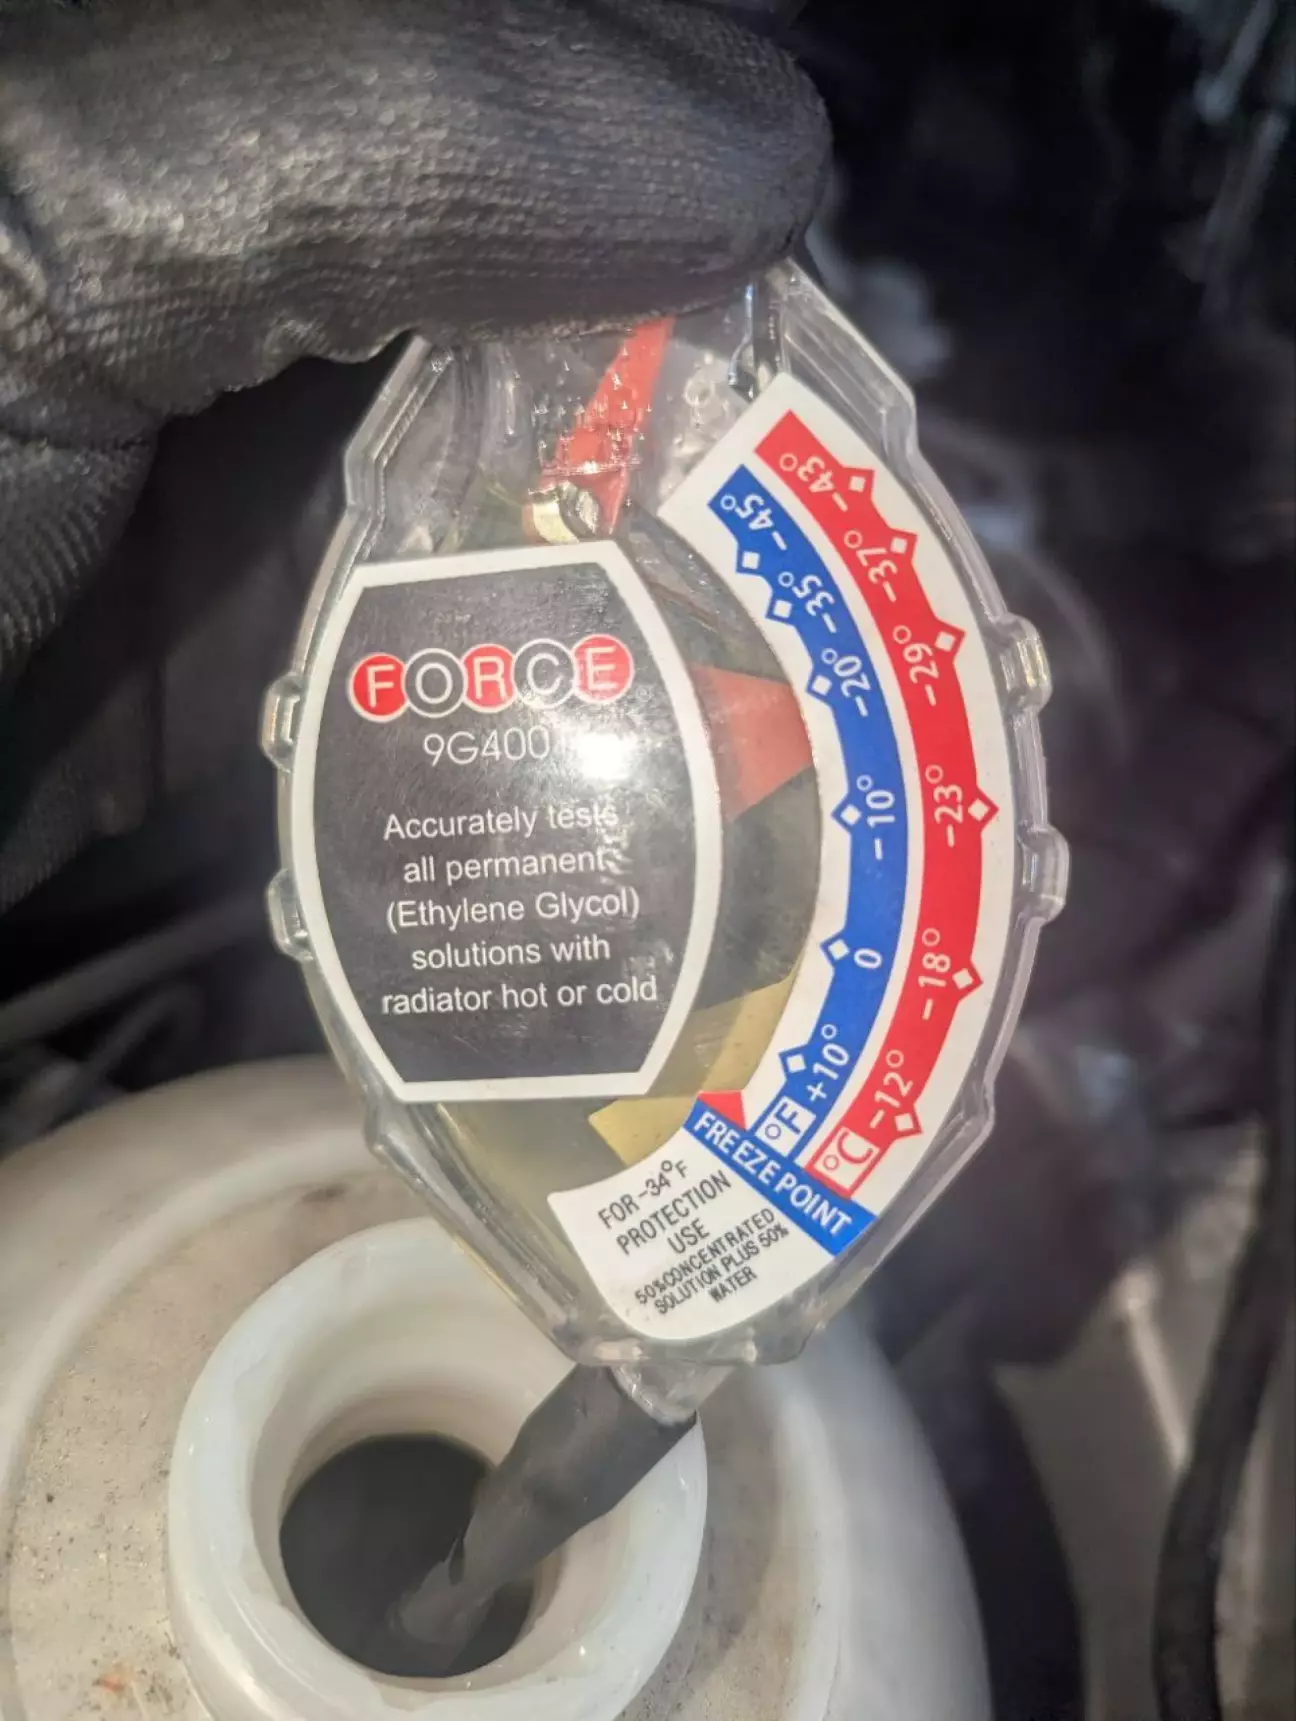 FORCE
9G400
Accurately tests
all permanent
(Ethylene Glycol)
solutions with
radiator hot or cold
-45° -35° -20° -10° 0 +10° °F
-43° -37° -29° -23° -18° -12° °C
FREEZE POINT
FOR -34°F
PROTECTION
USE
50% CONCENTRATED
SOLUTION PLUS 50%
WATER